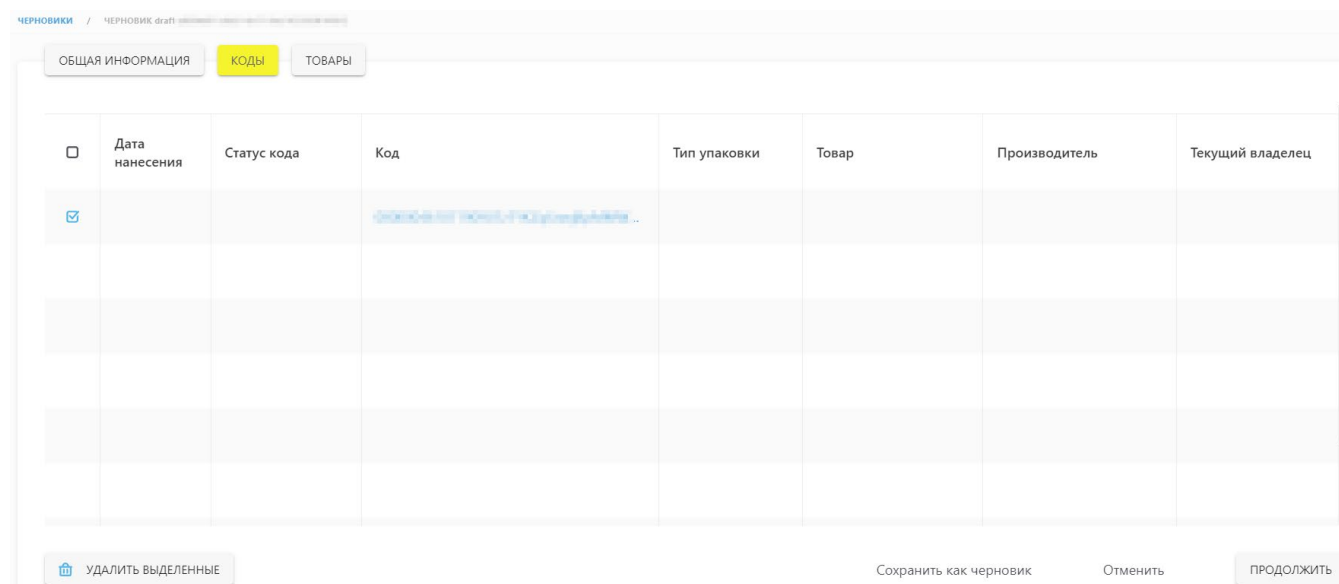 ЧЕРНОВИКИ / ЧЕРНОВИК draft
ОБЩАЯ ИНФОРМАЦИЯ КОДЫ ТОВАРЫ
Дата нанесения Статус кода Код Тип упаковки Товар Производитель Текущий владелец
УДАЛИТЬ ВЫДЕЛЕННЫЕ Сохранить как черновик Отменить ПРОДОЛЖИТЬ